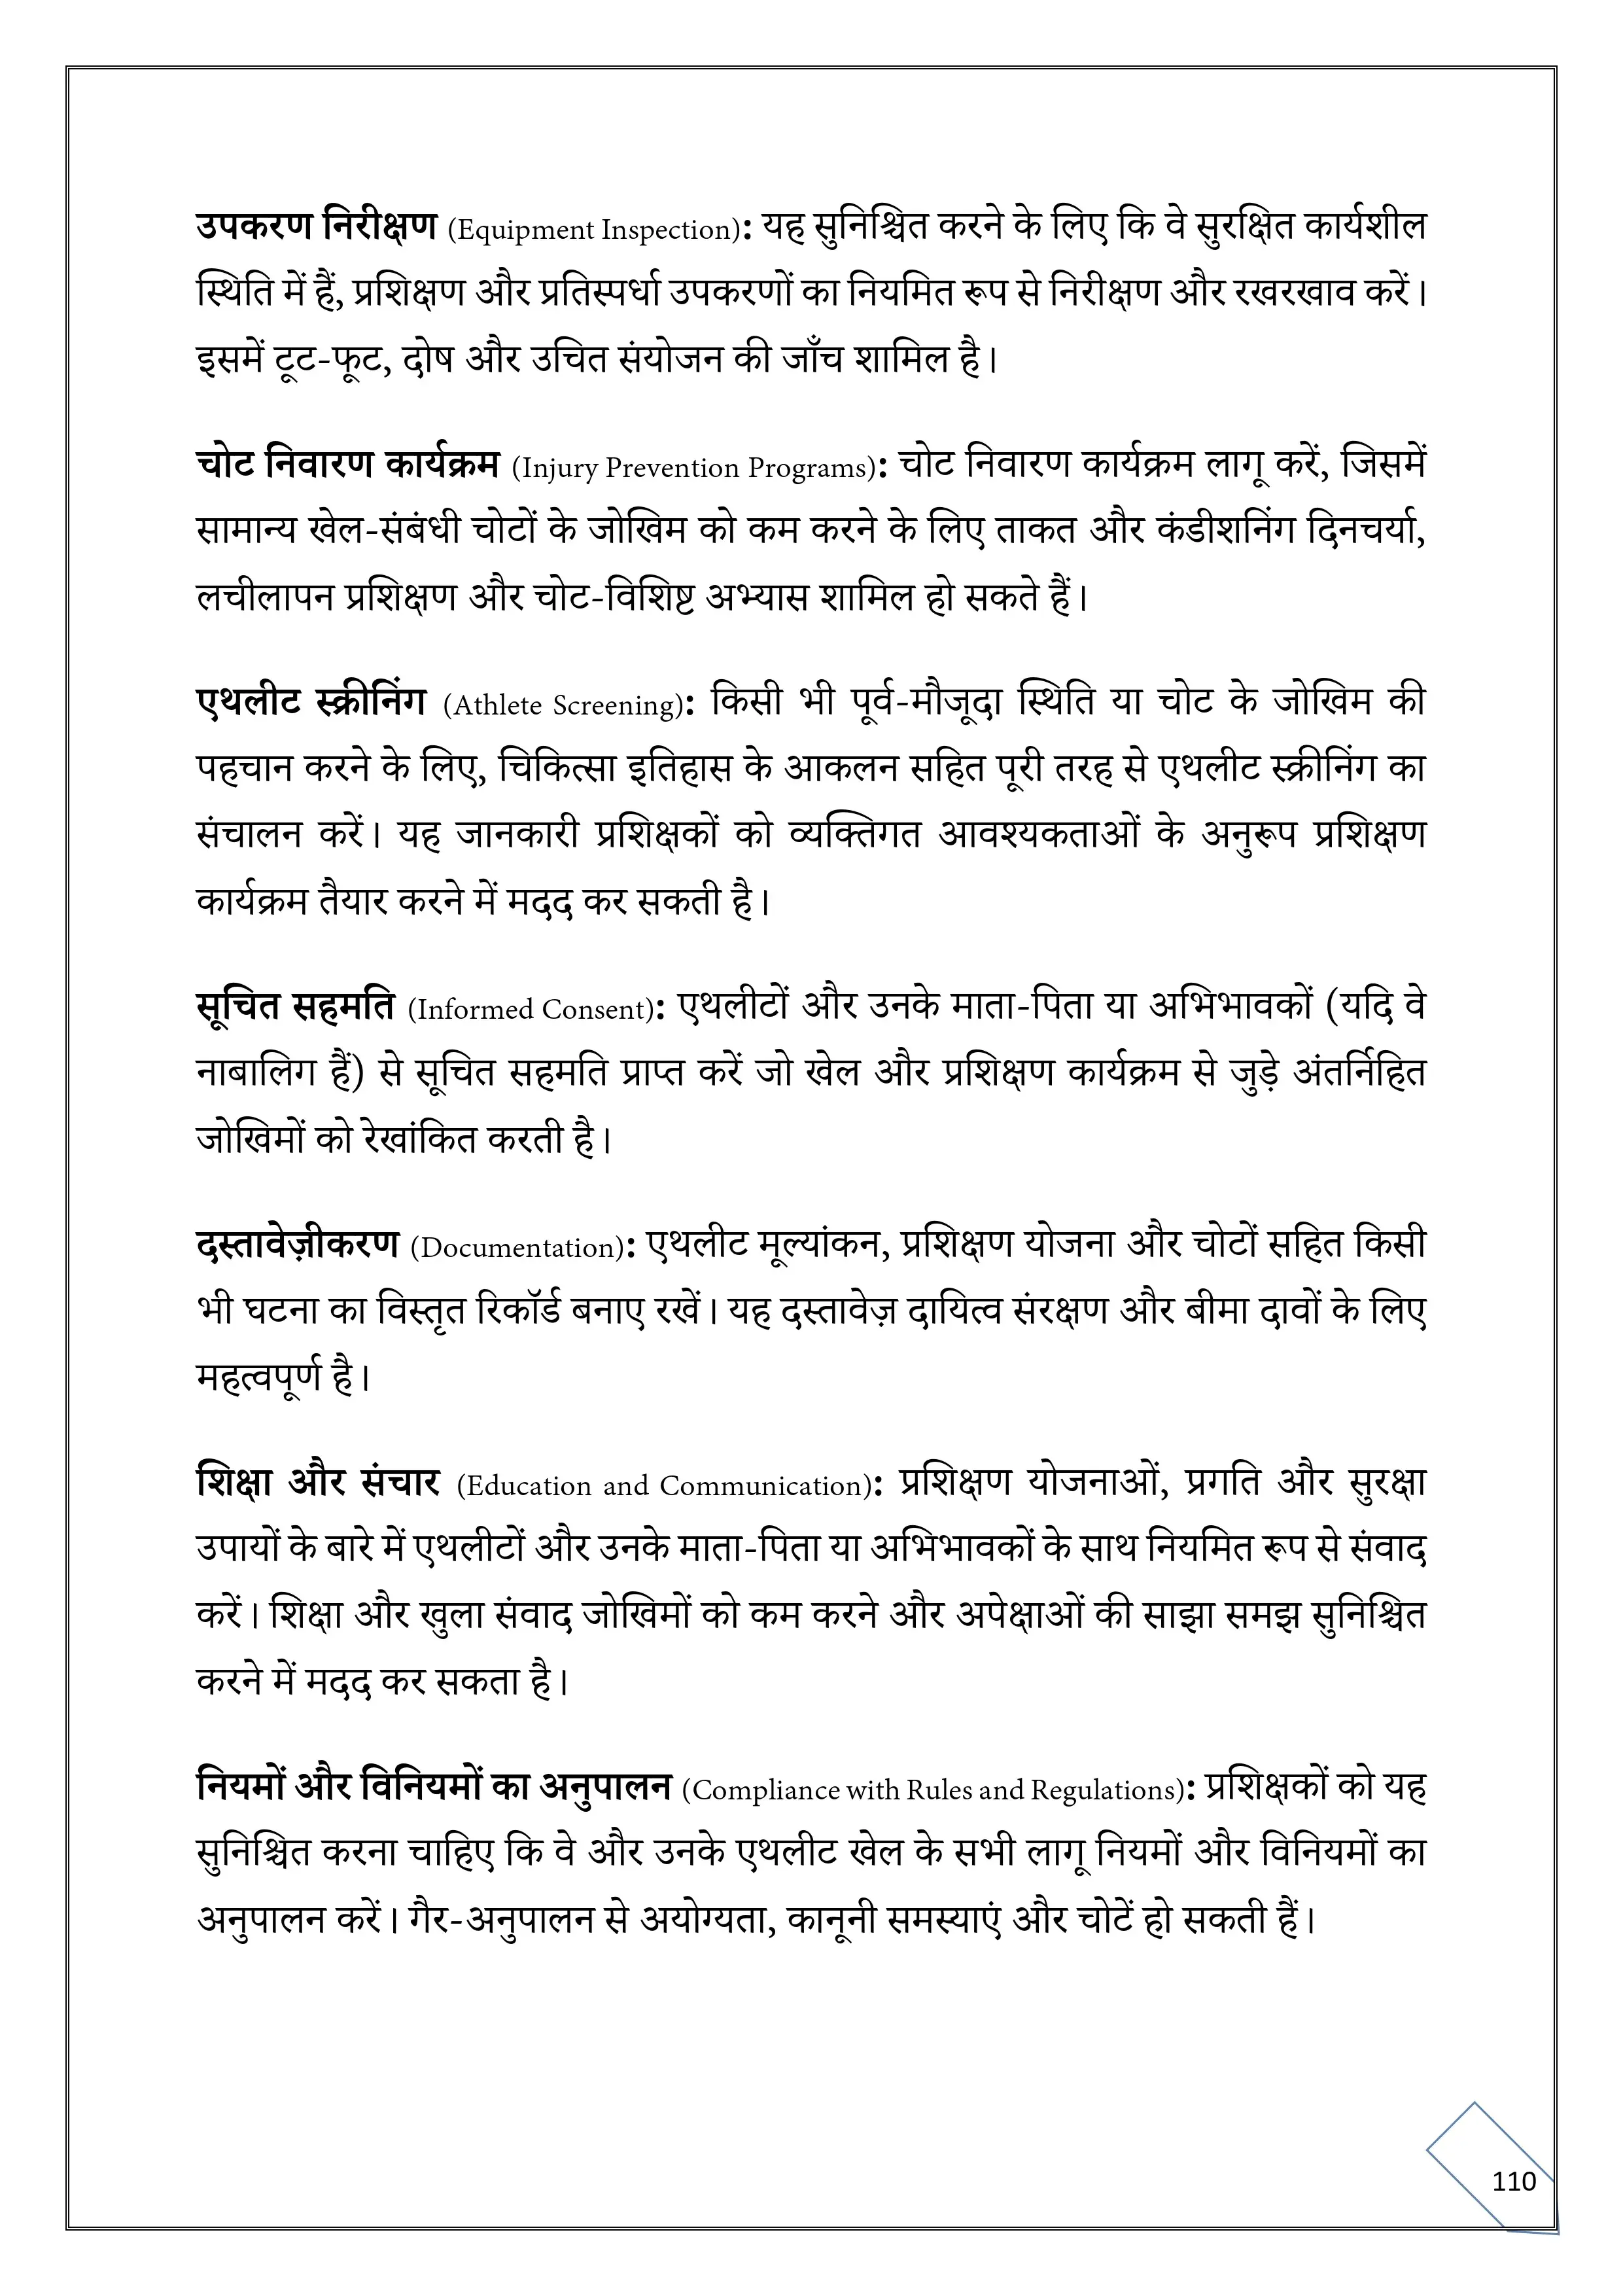 उपकरण निरीक्षण (Equipment Inspection): यह सुनिश्चित करने के लिए कि वे सुरक्षित कार्यशील
स्थिति में हैं, प्रशिक्षण और प्रतिस्पर्धा उपकरणों का नियमित रूप से निरीक्षण और रखरखाव करें।
इसमें टूट-फूट, दोष और उचित संयोजन की जाँच शामिल है।
चोट निवारण कार्यक्रम (Injury Prevention Programs): चोट निवारण कार्यक्रम लागू करें, जिसमें
सामान्य खेल-संबंधी चोटों के जोखिम को कम करने के लिए ताकत और कंडीशनिंग दिनचर्या,
लचीलापन प्रशिक्षण और चोट-विशिष्ट अभ्यास शामिल हो सकते हैं।
एथलीट स्क्रीनिंग (Athlete Screening): किसी भी पूर्व-मौजूदा स्थिति या चोट के जोखिम की
पहचान करने के लिए, चिकित्सा इतिहास के आकलन सहित पूरी तरह से एथलीट स्क्रीनिंग का
संचालन करें। यह जानकारी प्रशिक्षकों को व्यक्तिगत आवश्यकताओं के अनुरूप प्रशिक्षण
कार्यक्रम तैयार करने में मदद कर सकती है।
सूचित सहमति (Informed Consent): एथलीटों और उनके माता-पिता या अभिभावकों (यदि वे
नाबालिग हैं) से सूचित सहमति प्राप्त करें जो खेल और प्रशिक्षण कार्यक्रम से जुड़े अंतर्निहित
जोखिमों को रेखांकित करती है।
दस्तावेज़ीकरण (Documentation): एथलीट मूल्यांकन, प्रशिक्षण योजना और चोटों सहित किसी
भी घटना का विस्तृत रिकॉर्ड बनाए रखें। यह दस्तावेज़ दायित्व संरक्षण और बीमा दावों के लिए
महत्वपूर्ण है।
शिक्षा और संचार (Education and Communication): प्रशिक्षण योजनाओं, प्रगति और सुरक्षा
उपायों के बारे में एथलीटों और उनके माता-पिता या अभिभावकों के साथ नियमित रूप से संवाद
करें। शिक्षा और खुला संवाद जोखिमों को कम करने और अपेक्षाओं की साझा समझ सुनिश्चित
करने में मदद कर सकता है।
नियमों और विनियमों का अनुपालन (Compliance with Rules and Regulations): प्रशिक्षकों को यह
सुनिश्चित करना चाहिए कि वे और उनके एथलीट खेल के सभी लागू नियमों और विनियमों का
अनुपालन करें। गैर-अनुपालन से अयोग्यता, कानूनी समस्याएं और चोटें हो सकती हैं।
110